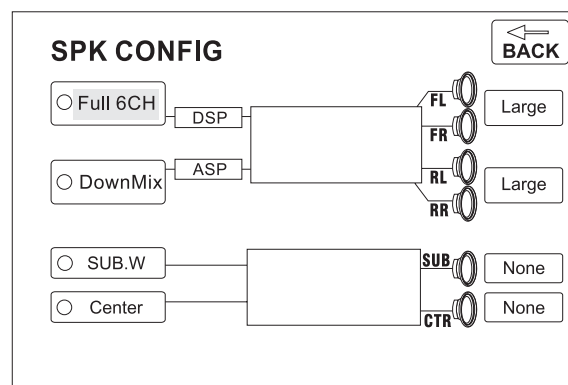 SPK CONFIG
BACK
Full 6CH
DSP
FL
Large
FR
DownMix
ASP
RL
Large
RR
SUB.W
SUB
None
Center
CTR
None